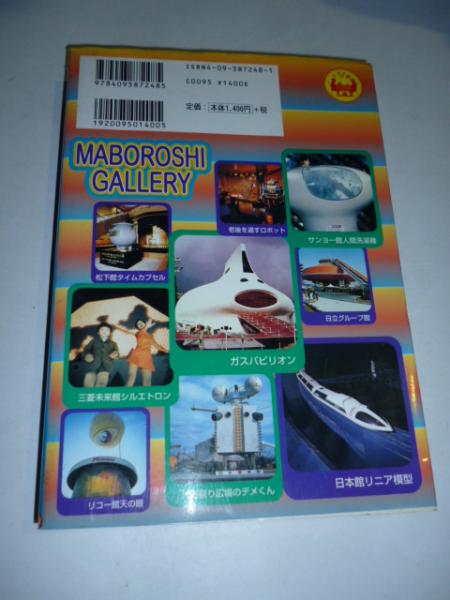 ISBN4-09-387248-1
C0095 ¥1400E
9784093872485
定価: 本体1,400円 +税
1920095014005
MABOROSHI
GALLERY
老後を過すロボット
サンヨー館人間洗濯機
松下館タイムカプセル
日立グループ館
ガスパビリオン
三菱未来館シルエトロン
リコー館天の眼
祭り広場のデメくん
日本館リニア模型